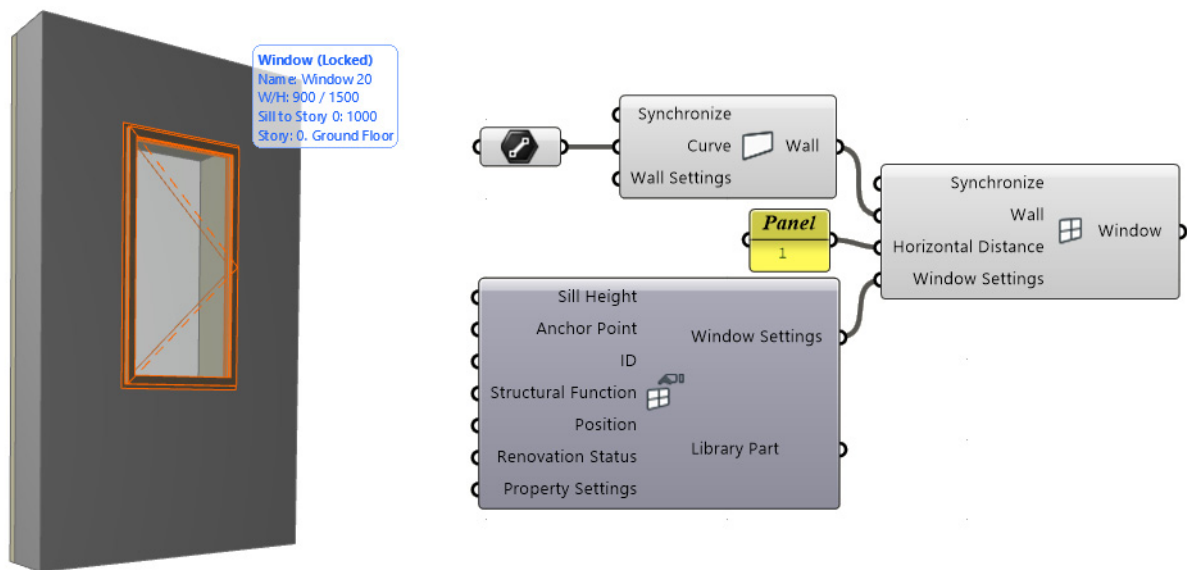 Window (Locked)
Name: Window 20
W/H: 900 / 1500
Sill to Story 0: 1000
Story: 0. Ground Floor
Synchronize
Curve
Wall
Wall Settings
Panel
1
Synchronize
Wall
Horizontal Distance
Window
Window Settings
Sill Height
Anchor Point
Window Settings
ID
Structural Function
Position
Library Part
Renovation Status
Property Settings